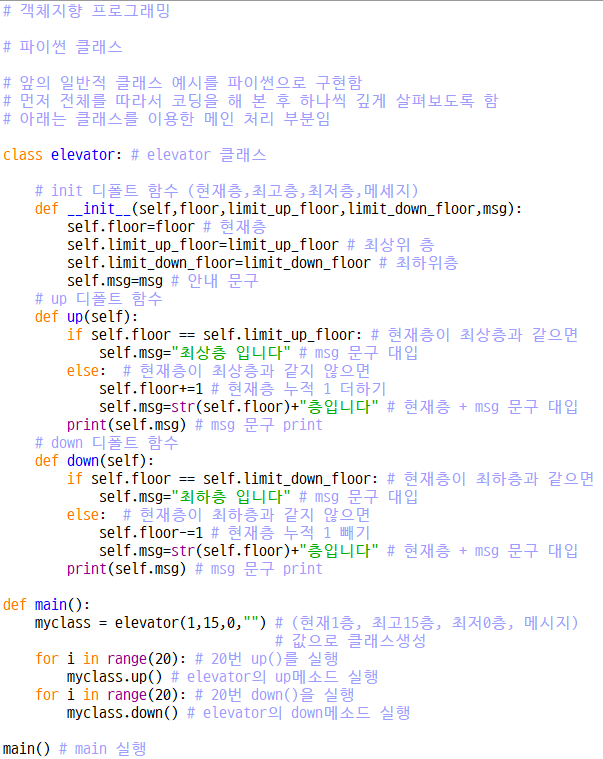 # 객체지향 프로그래밍
# 파이썬 클래스
# 앞의 일반적 클래스 예시를 파이썬으로 구현함
# 먼저 전체를 따라서 코딩을 해 본 후 하나씩 깊게 살펴보도록 함
# 아래는 클래스를 이용한 메인 처리 부분임
class elevator: # elevator 클래스
    # init 디폴트 함수 (현재층,최고층,최저층,메세지)
    def __init__(self,floor,limit_up_floor,limit_down_floor,msg):
        self.floor=floor # 현재층
        self.limit_up_floor=limit_up_floor # 최상위 층
        self.limit_down_floor=limit_down_floor # 최하위층
        self.msg=msg # 안내 문구
    # up 디폴트 함수
    def up(self):
        if self.floor == self.limit_up_floor: # 현재층이 최상층과 같으면
            self.msg="최상층 입니다" # msg 문구 대입
        else:  # 현재층이 최상층과 같지 않으면
            self.floor+=1 # 현재층 누적 1 더하기
            self.msg=str(self.floor)+"층입니다" # 현재층 + msg 문구 대입
        print(self.msg) # msg 문구 print
    # down 디폴트 함수
    def down(self):
        if self.floor == self.limit_down_floor: # 현재층이 최하층과 같으면
            self.msg="최하층 입니다" # msg 문구 대입
        else:  # 현재층이 최하층과 같지 않으면
            self.floor-=1 # 현재층 누적 1 빼기
            self.msg=str(self.floor)+"층입니다" # 현재층 + msg 문구 대입
        print(self.msg) # msg 문구 print
def main():
    myclass = elevator(1,15,0,"") # (현재1층, 최고15층, 최저0층, 메시지)
                                  # 값으로 클래스생성
    for i in range(20): # 20번 up()를 실행
        myclass.up() # elevator의 up메소드 실행
    for i in range(20): # 20번 down()을 실행
        myclass.down() # elevator의 down메소드 실행
main() # main 실행